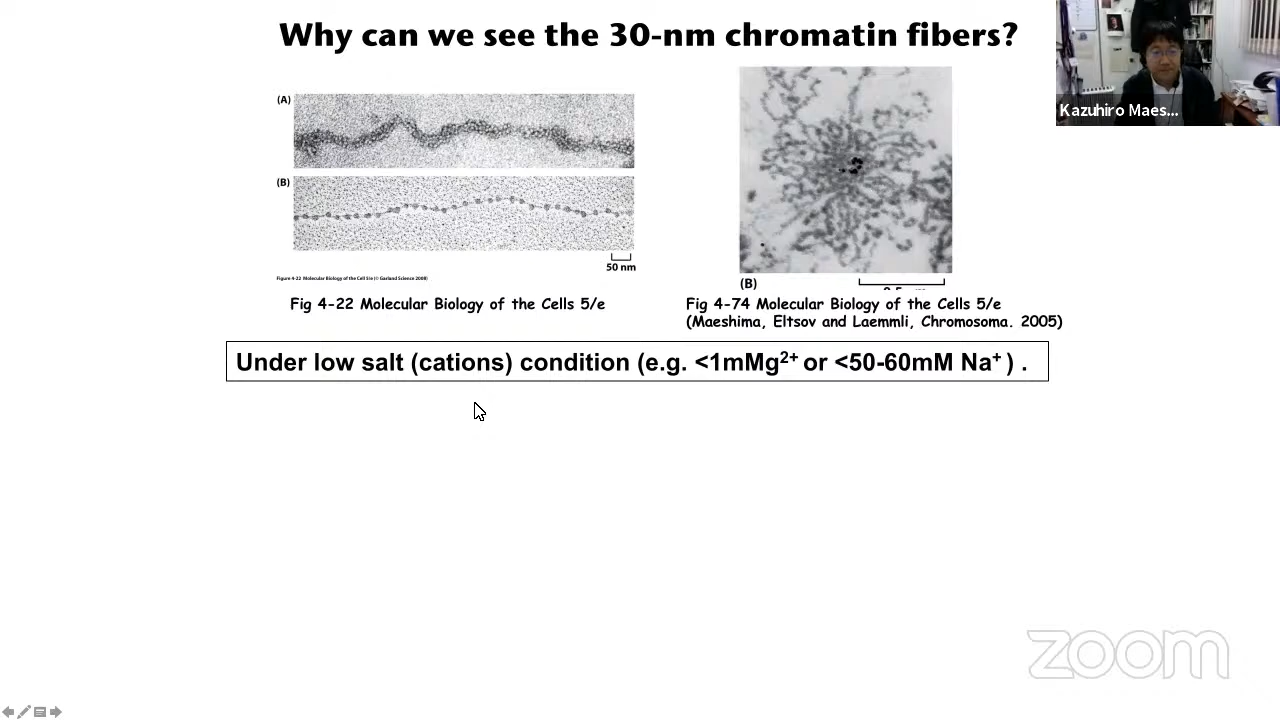 Why can we see the 30-nm chromatin fibers?
Kazuhiro Maes...
(A)
(B)
50 nm
Figure 4-22 Molecular Biology of the Cell 5/e (© Garland Science 2008)
(B)
Fig 4-22 Molecular Biology of the Cells 5/e
Fig 4-74 Molecular Biology of the Cells 5/e
(Maeshima, Eltsov and Laemmli, Chromosoma. 2005)
Under low salt (cations) condition (e.g. <1mMg²⁺ or <50-60mM Na⁺ ) .
zoom